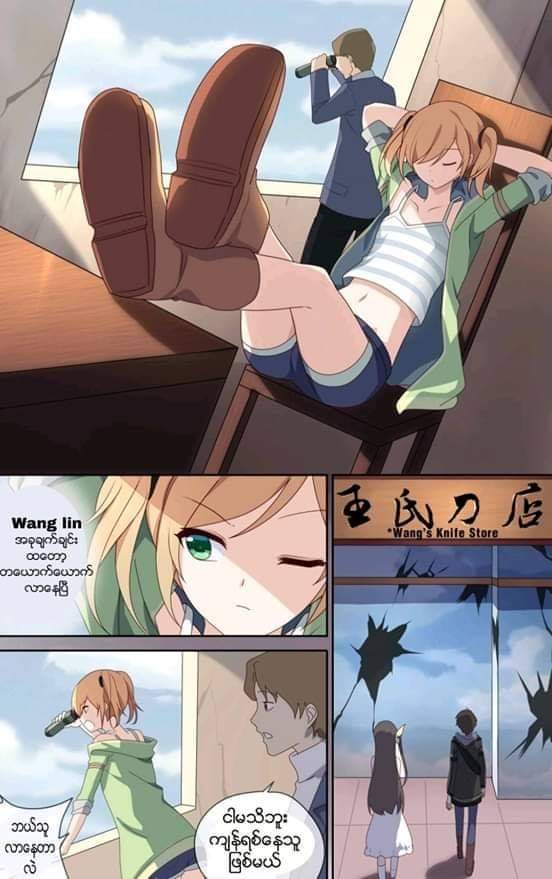 Wang lin
အခုချက်ချင်း
ထတော့
တယောက်ယောက်
လာနေပြီ
王氏刀店
*Wang's Knife Store
ဘယ်သူ
လာနေတာ
လဲ
ငါမသိဘူး
ကျန်ရစ်နေသူ
ဖြစ်မယ်